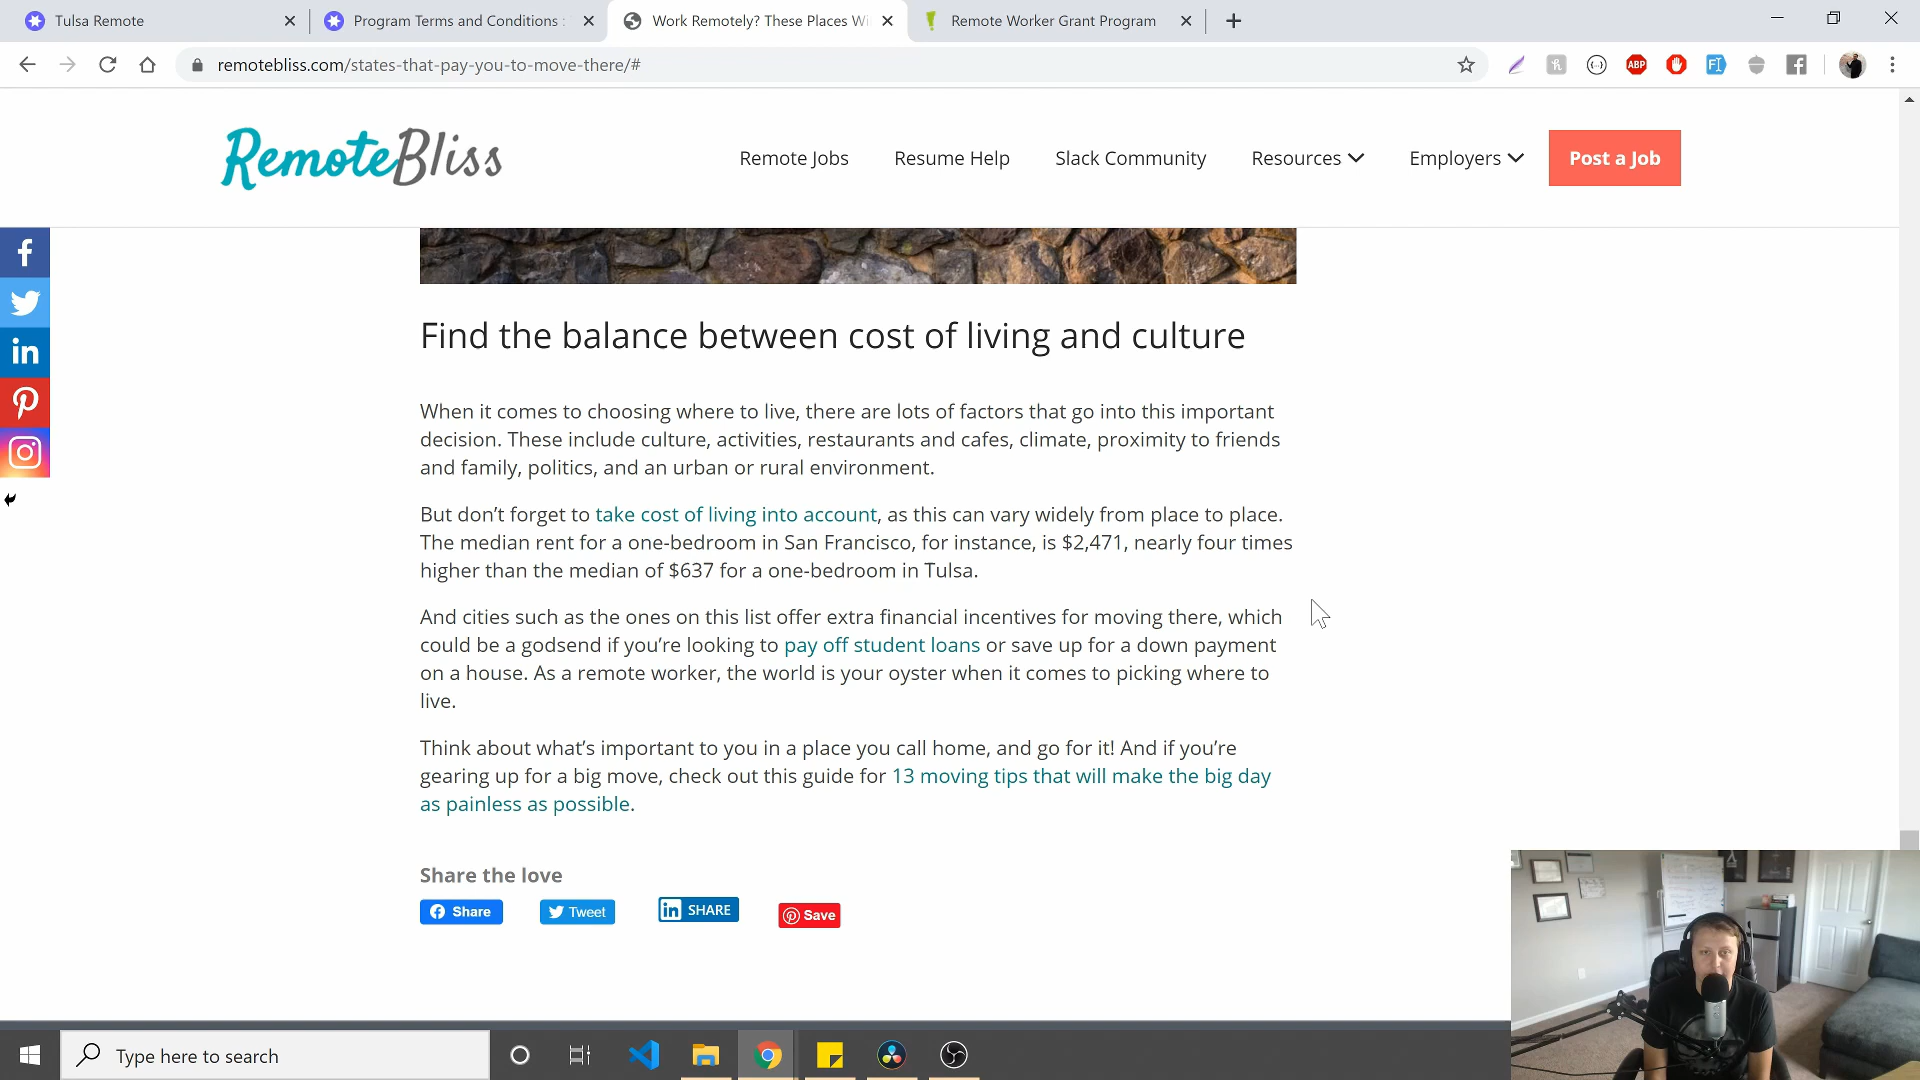 Tulsa Remote
Program Terms and Conditions :
Work Remotely? These Places Wi
Remote Worker Grant Program
remotebliss.com/states-that-pay-you-to-move-there/#
ABP
RemoteBliss
Remote Jobs
Resume Help
Slack Community
Resources
Employers
Post a Job
Find the balance between cost of living and culture
When it comes to choosing where to live, there are lots of factors that go into this important
decision. These include culture, activities, restaurants and cafes, climate, proximity to friends
and family, politics, and an urban or rural environment.
But don’t forget to take cost of living into account, as this can vary widely from place to place.
The median rent for a one-bedroom in San Francisco, for instance, is $2,471, nearly four times
higher than the median of $637 for a one-bedroom in Tulsa.
And cities such as the ones on this list offer extra financial incentives for moving there, which
could be a godsend if you’re looking to pay off student loans or save up for a down payment
on a house. As a remote worker, the world is your oyster when it comes to picking where to
live.
Think about what’s important to you in a place you call home, and go for it! And if you’re
gearing up for a big move, check out this guide for 13 moving tips that will make the big day
as painless as possible.
Share the love
Share
Tweet
in SHARE
Save
Type here to search